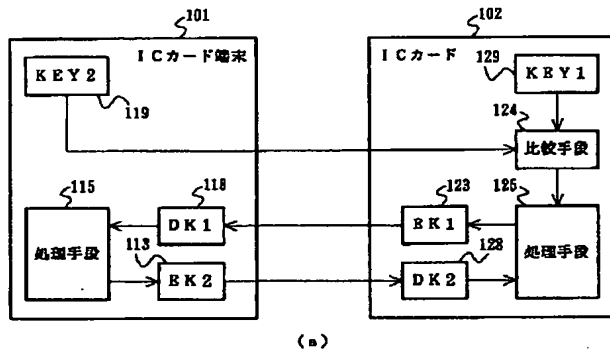 101
102
ICカード端末
ICカード
KEY2
119
129
KEY1
124
比較手段
115
118
123
125
処理手段
DK1
EK1
処理手段
113
EK2
128
DK2
(a)